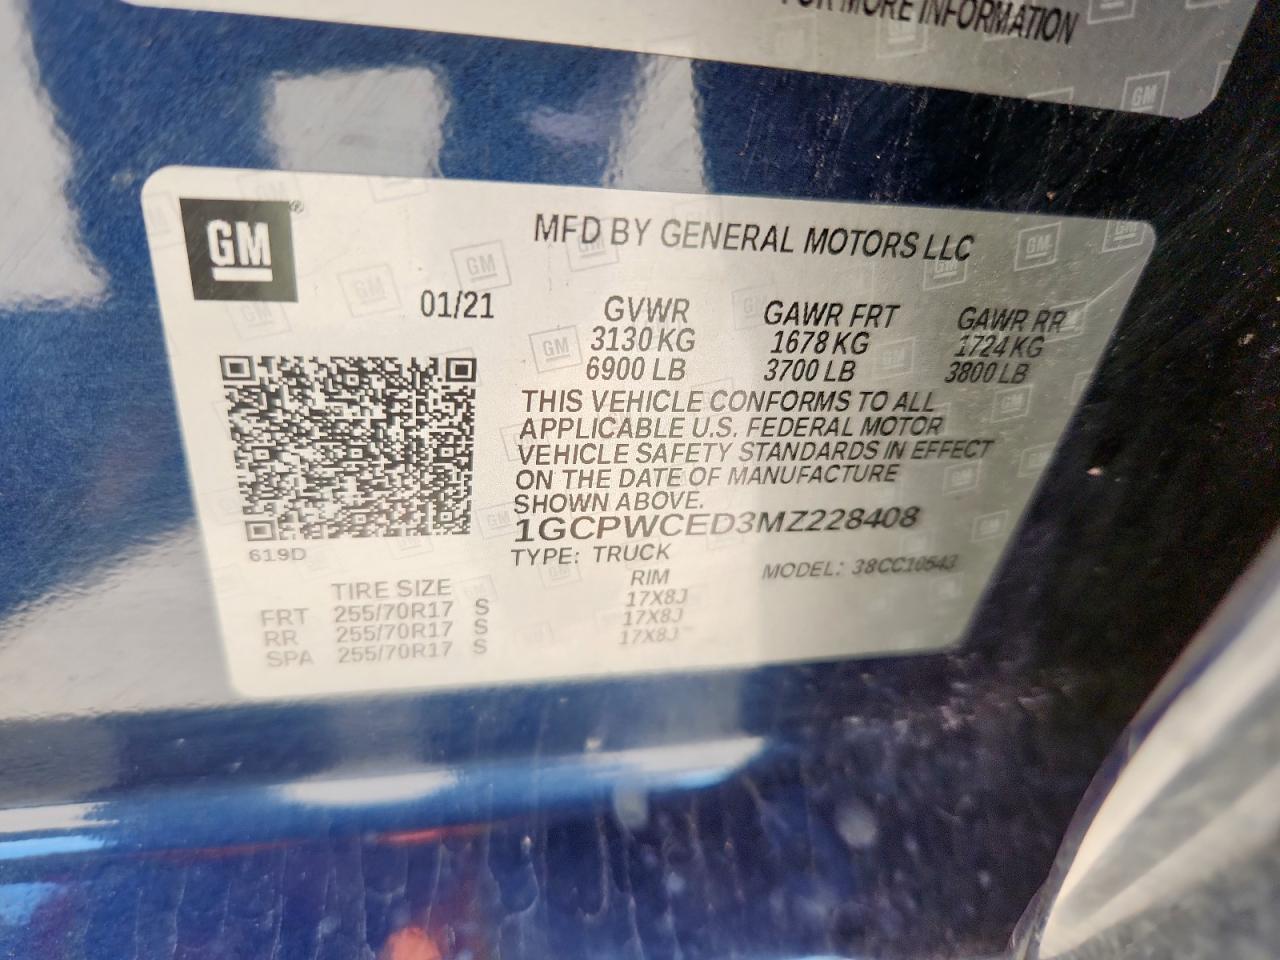 FOR MORE INFORMATION
GM
GM ®
MFD BY GENERAL MOTORS LLC
01/21
GVWR GAWR FRT GAWR RR
3130 KG 1678 KG 1724 KG
6900 LB 3700 LB 3800 LB
THIS VEHICLE CONFORMS TO ALL
APPLICABLE U.S. FEDERAL MOTOR
VEHICLE SAFETY STANDARDS IN EFFECT
ON THE DATE OF MANUFACTURE
SHOWN ABOVE.
1GCPWCED3MZ228408
619D
TYPE: TRUCK MODEL: 38CC10543
TIRE SIZE RIM
FRT 255/70R17 S 17X8J
RR 255/70R17 S 17X8J
SPA 255/70R17 S 17X8J